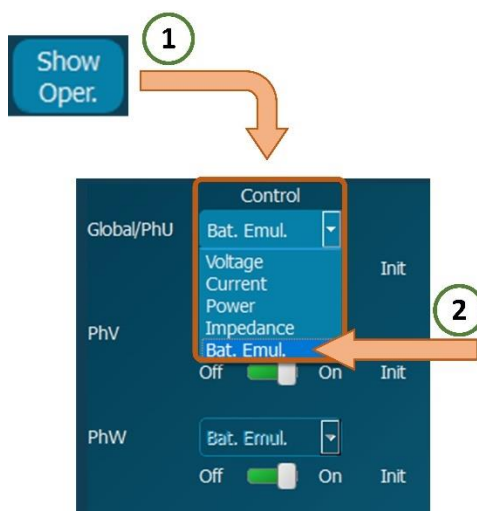 1
Show
Oper.
Control
Global/PhU Bat. Emul.
Voltage
Current
Power
Impedance
Bat. Emul.
Init
2
PhV
Off On Init
PhW Bat. Emul.
Off On Init